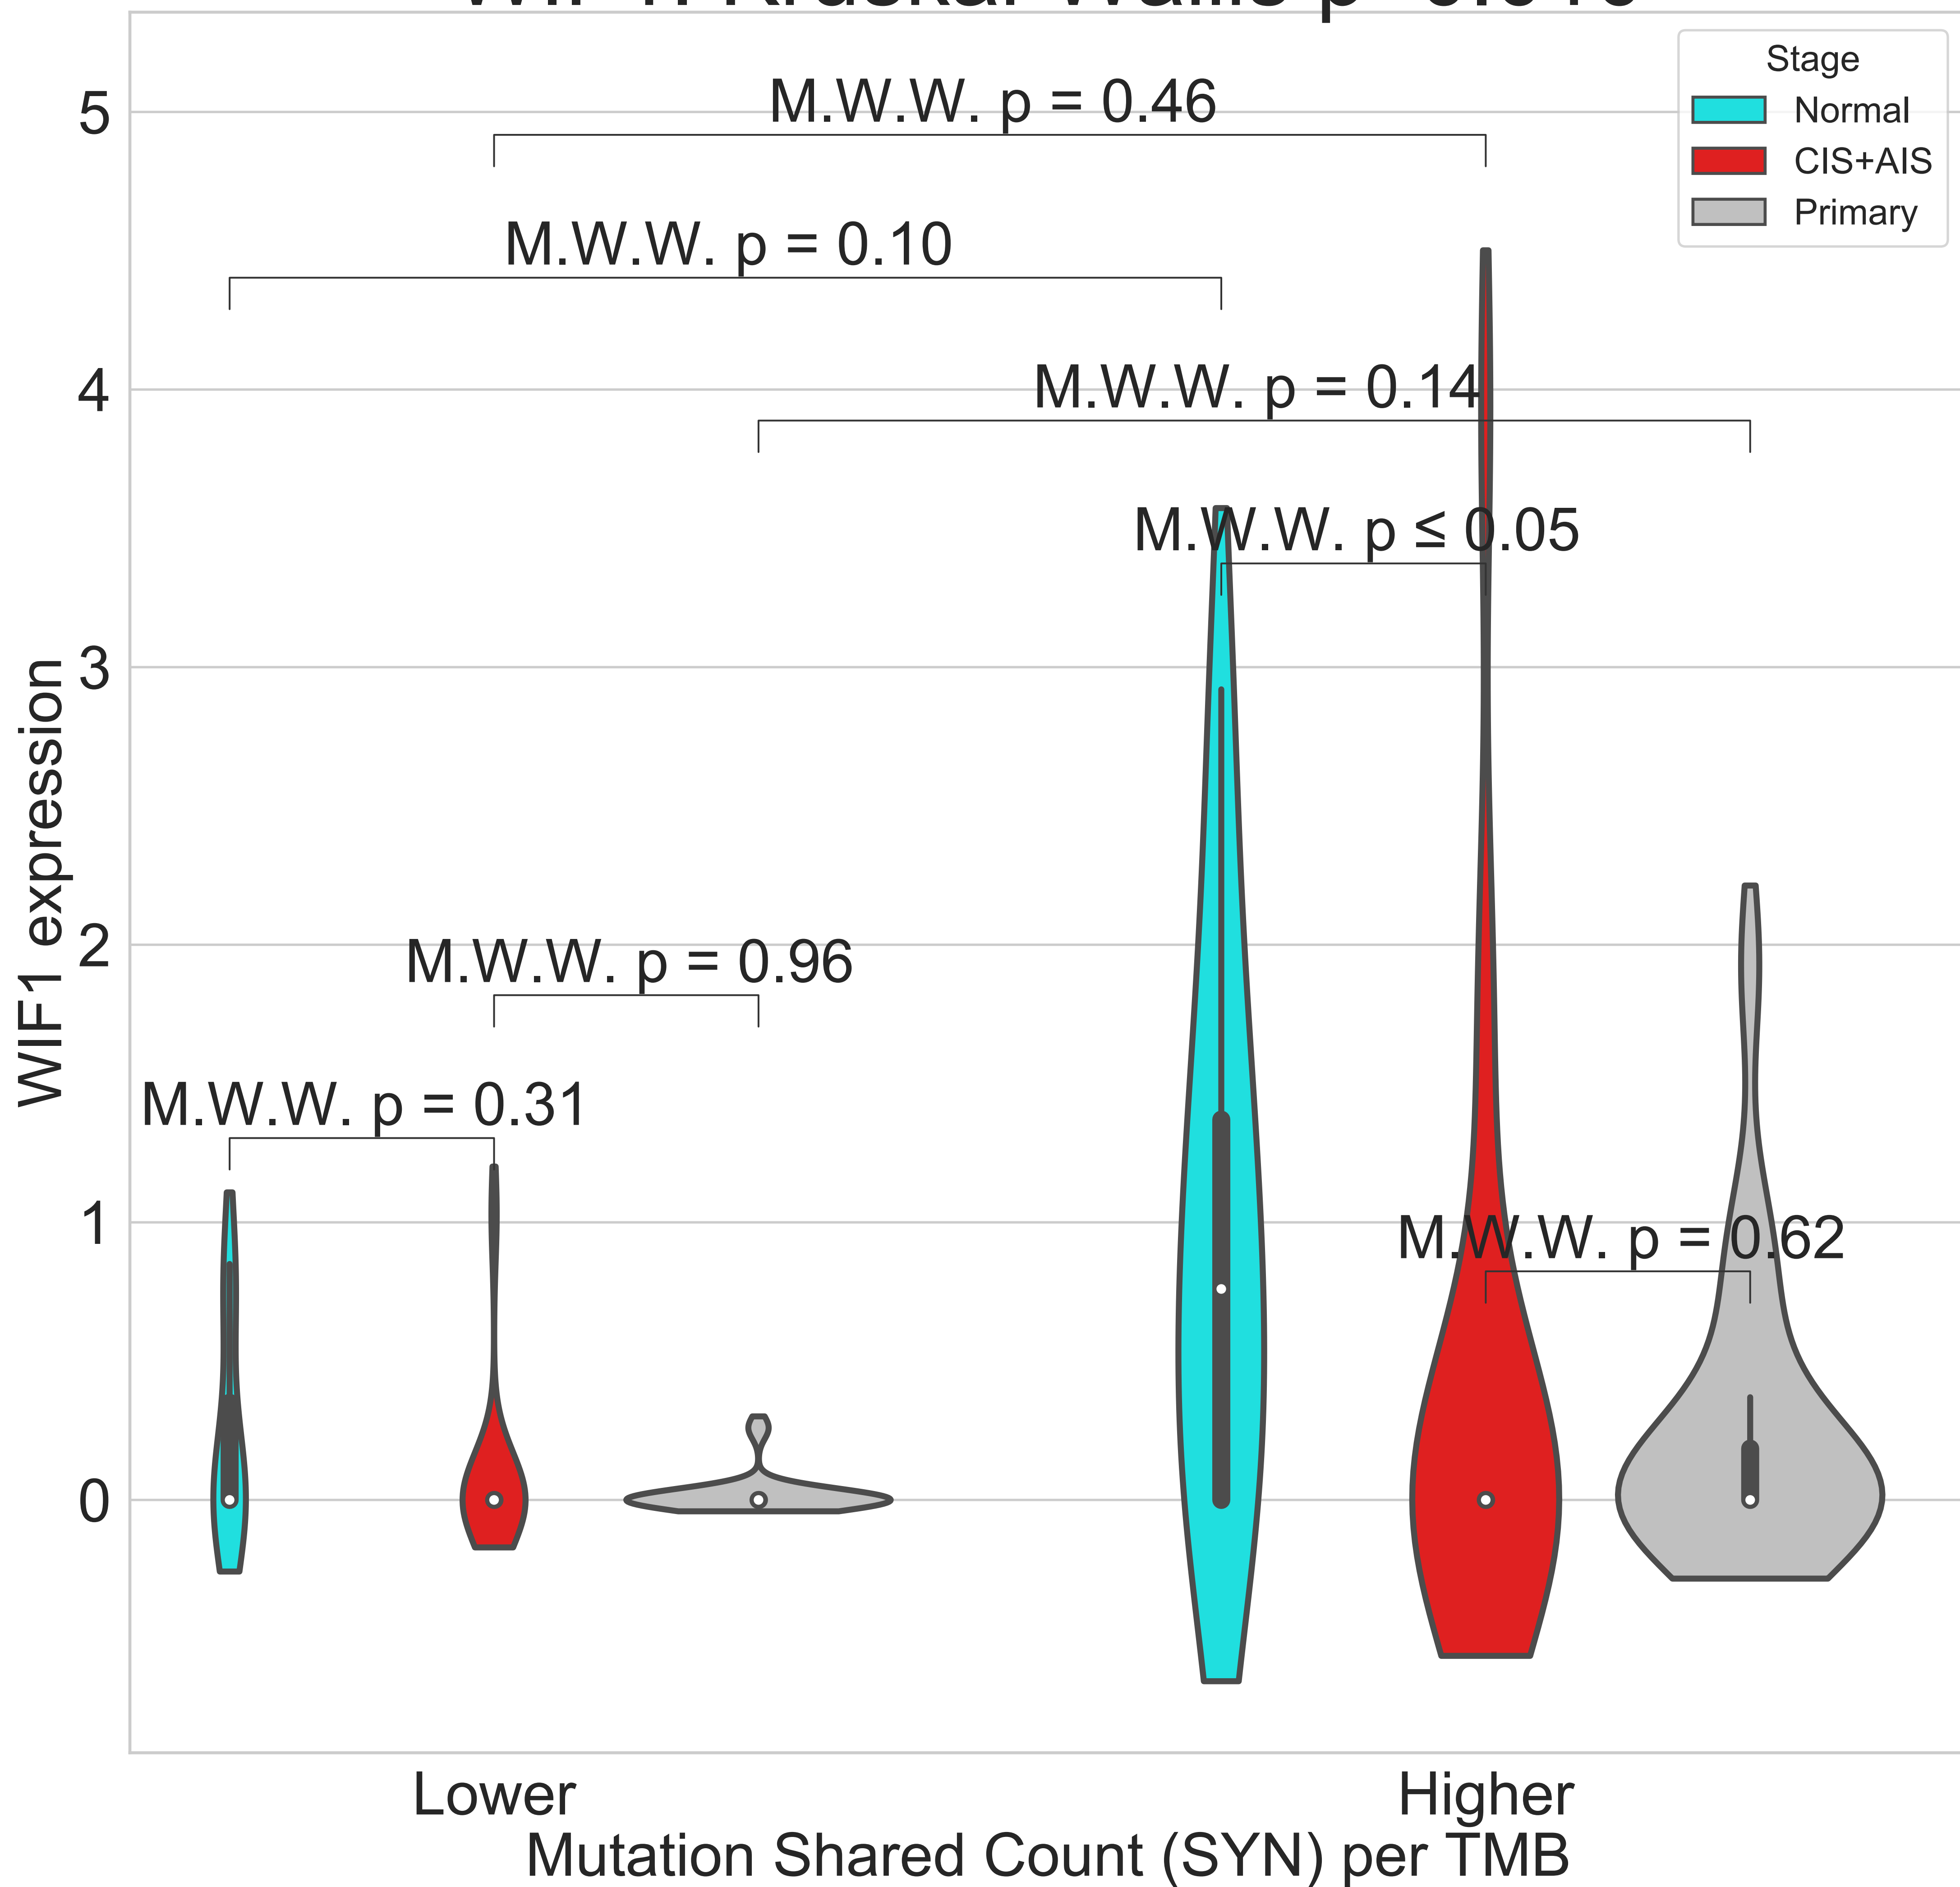 Stage
Normal
CIS+AIS
Primary
M.W.W. p = 0.46
M.W.W. p = 0.10
M.W.W. p = 0.14
M.W.W. p ≤ 0.05
M.W.W. p = 0.96
M.W.W. p = 0.31
M.W.W. p = 0.62
WIF1 expression
5
4
3
2
1
0
Lower
Higher
Mutation Shared Count (SYN) per TMB